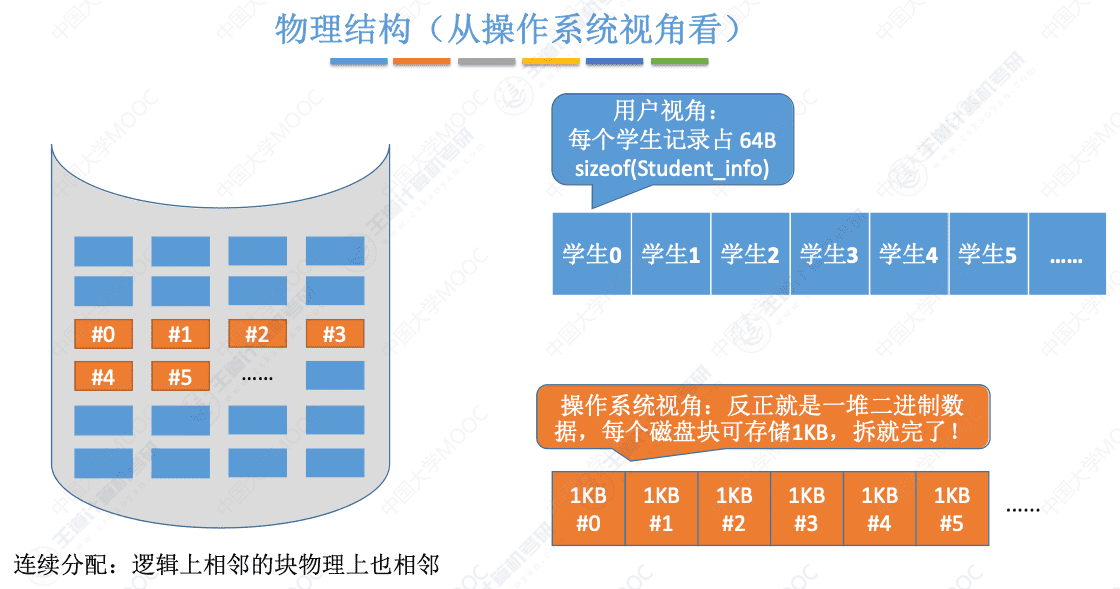 物理结构（从操作系统视角看）
用户视角：
每个学生记录占 64B
sizeof(Student_info)
学生0 学生1 学生2 学生3 学生4 学生5 ......
#0 #1 #2 #3
#4 #5 ......
操作系统视角：反正就是一堆二进制数
据，每个磁盘块可存储1KB，拆就完了！
1KB 1KB 1KB 1KB 1KB 1KB
#0 #1 #2 #3 #4 #5 ......
连续分配：逻辑上相邻的块物理上也相邻
中国大学MOOC
王道计算机考研